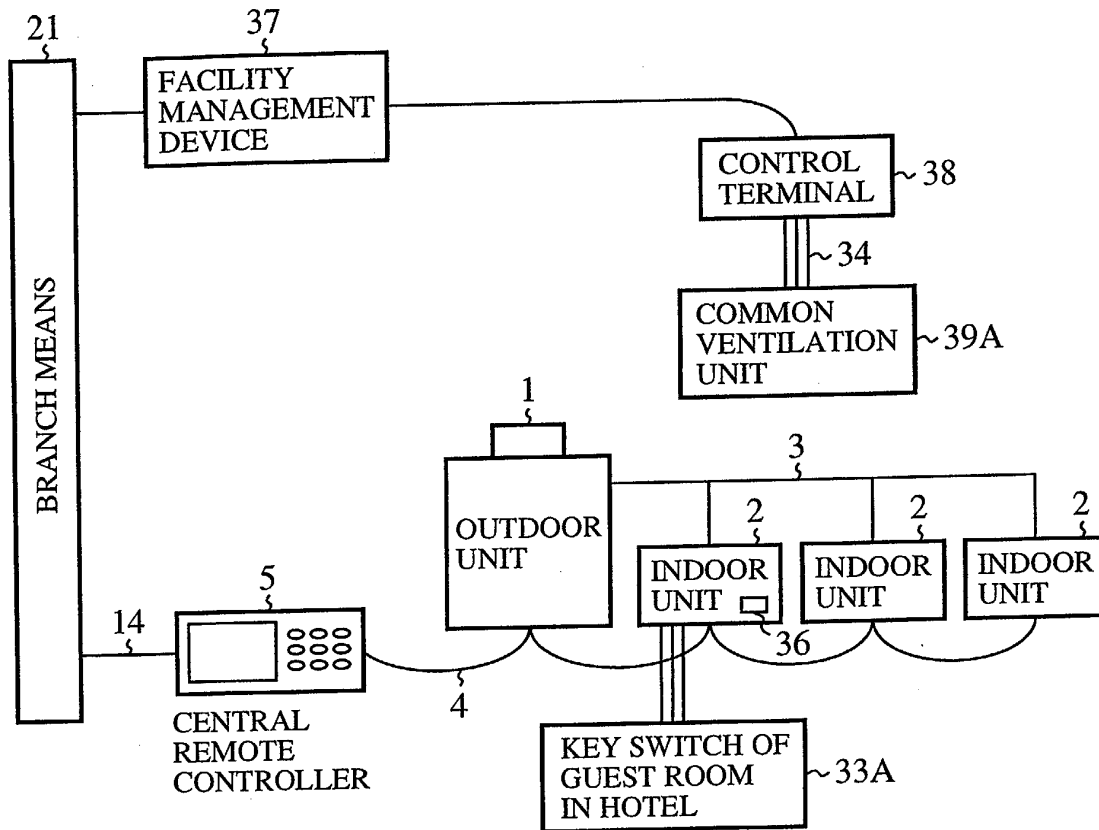 21
37
FACILITY
MANAGEMENT
DEVICE
CONTROL
TERMINAL
38
34
COMMON
VENTILATION
UNIT
39A
BRANCH MEANS
1
OUTDOOR
UNIT
3
2
INDOOR
UNIT
36
2
INDOOR
UNIT
2
INDOOR
UNIT
14
5
4
CENTRAL
REMOTE
CONTROLLER
KEY SWITCH OF
GUEST ROOM
IN HOTEL
33A